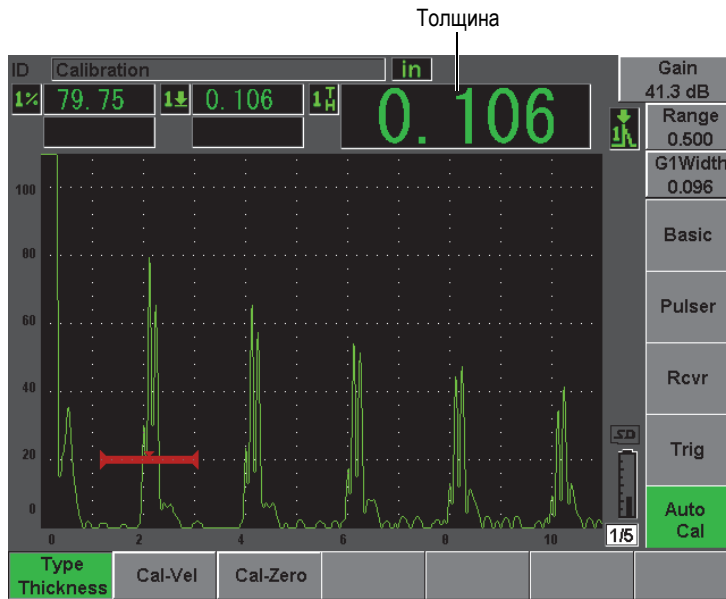 Толщина
ID Calibration in Gain
41.3 dB
1% 79.75 1 0.106 1 T H 0.106 1
Range
0.500
G1Width
0.096
100
80
60
40
20
0
0 2 4 6 8 10
Basic
Pulser
Rcvr
Trig
SD
Auto
Cal
1/5
Type
Thickness
Cal-Vel
Cal-Zero